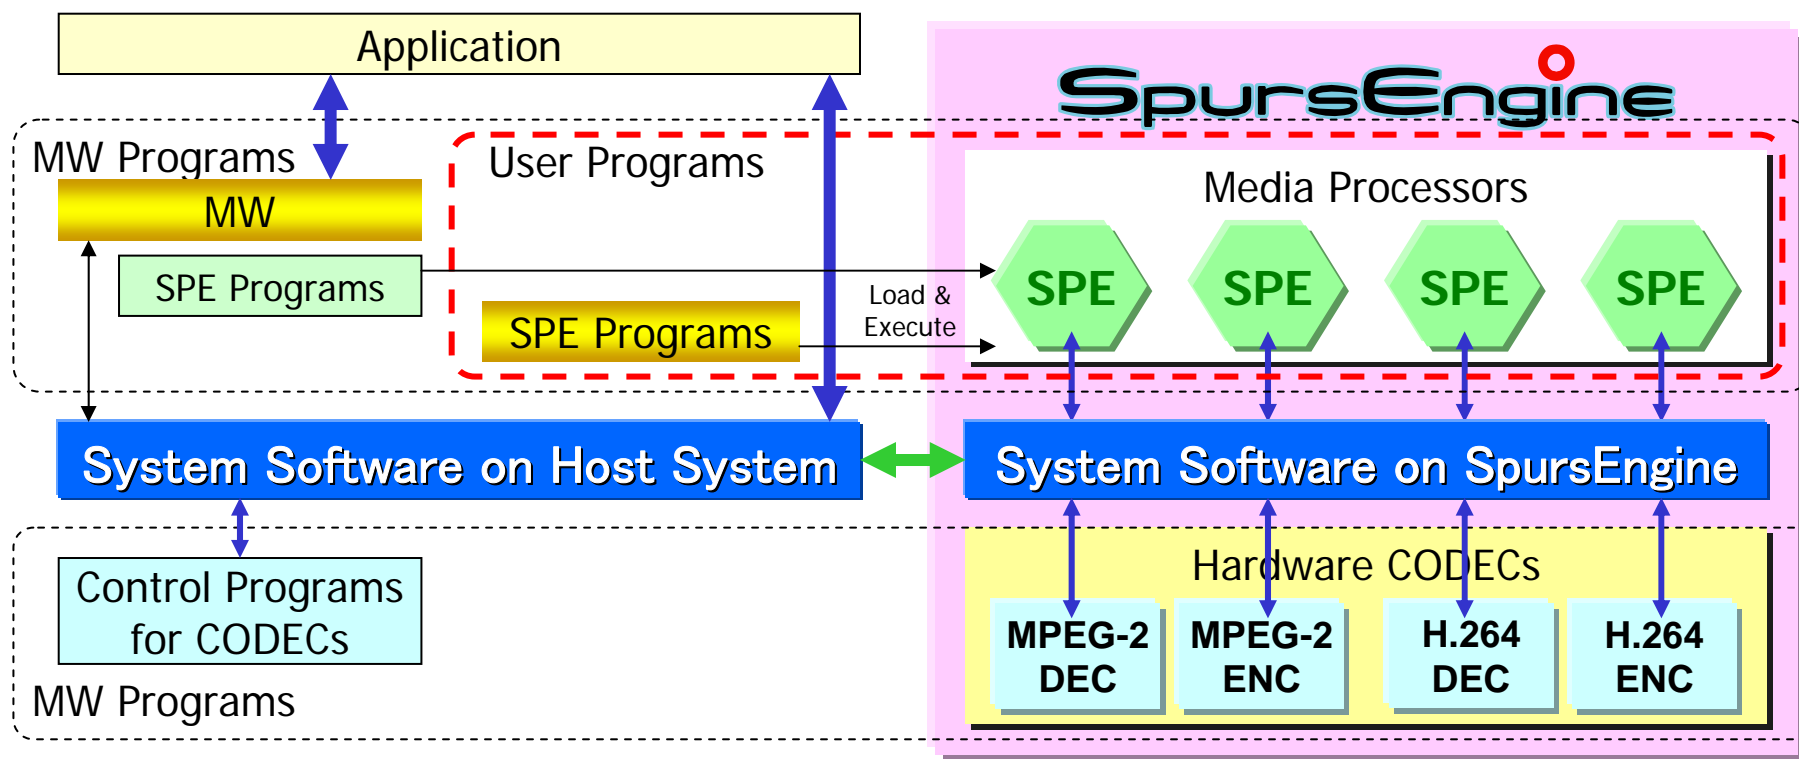 Application
SpursEngine
MW Programs
User Programs
MW
SPE Programs
SPE Programs
Load &
Execute
Media Processors
SPE SPE SPE SPE
System Software on Host System
System Software on SpursEngine
Control Programs
for CODECs
MW Programs
Hardware CODECs
MPEG-2
DEC
MPEG-2
ENC
H.264
DEC
H.264
ENC